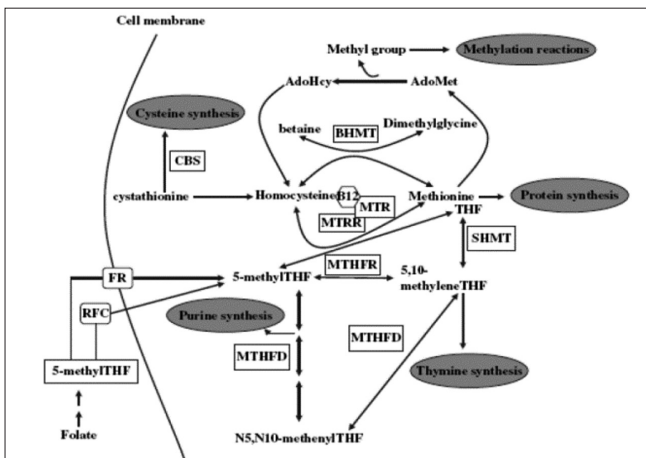 Cell membrane
Methyl group
Methylation reactions
AdoHcy
AdoMet
Cysteine synthesis
betaine
BHMT
Dimethylglycine
CBS
cystathionine
Homocysteine
B12
MTR
MTRR
Methionine
THF
Protein synthesis
SHMT
FR
5-methylTHF
MTHFR
5,10-
methyleneTHF
RFC
Purine synthesis
MTHFD
MTHFD
5-methylTHF
Thymine synthesis
Folate
N5,N10-methenylTHF